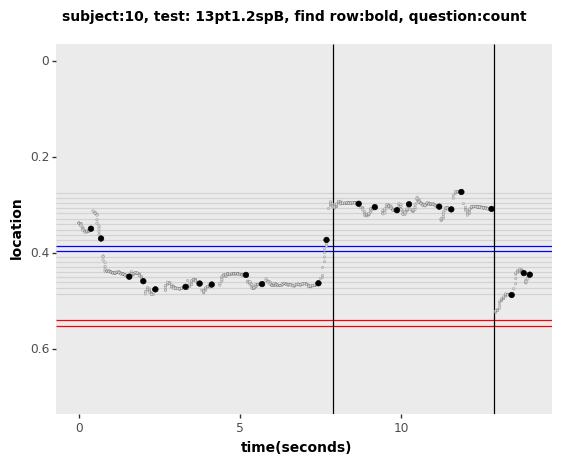 subject:10, test: 13pt1.2spB, find row:bold, question:count
0
0.2
0.4
0.6
location
0
5
10
time(seconds)